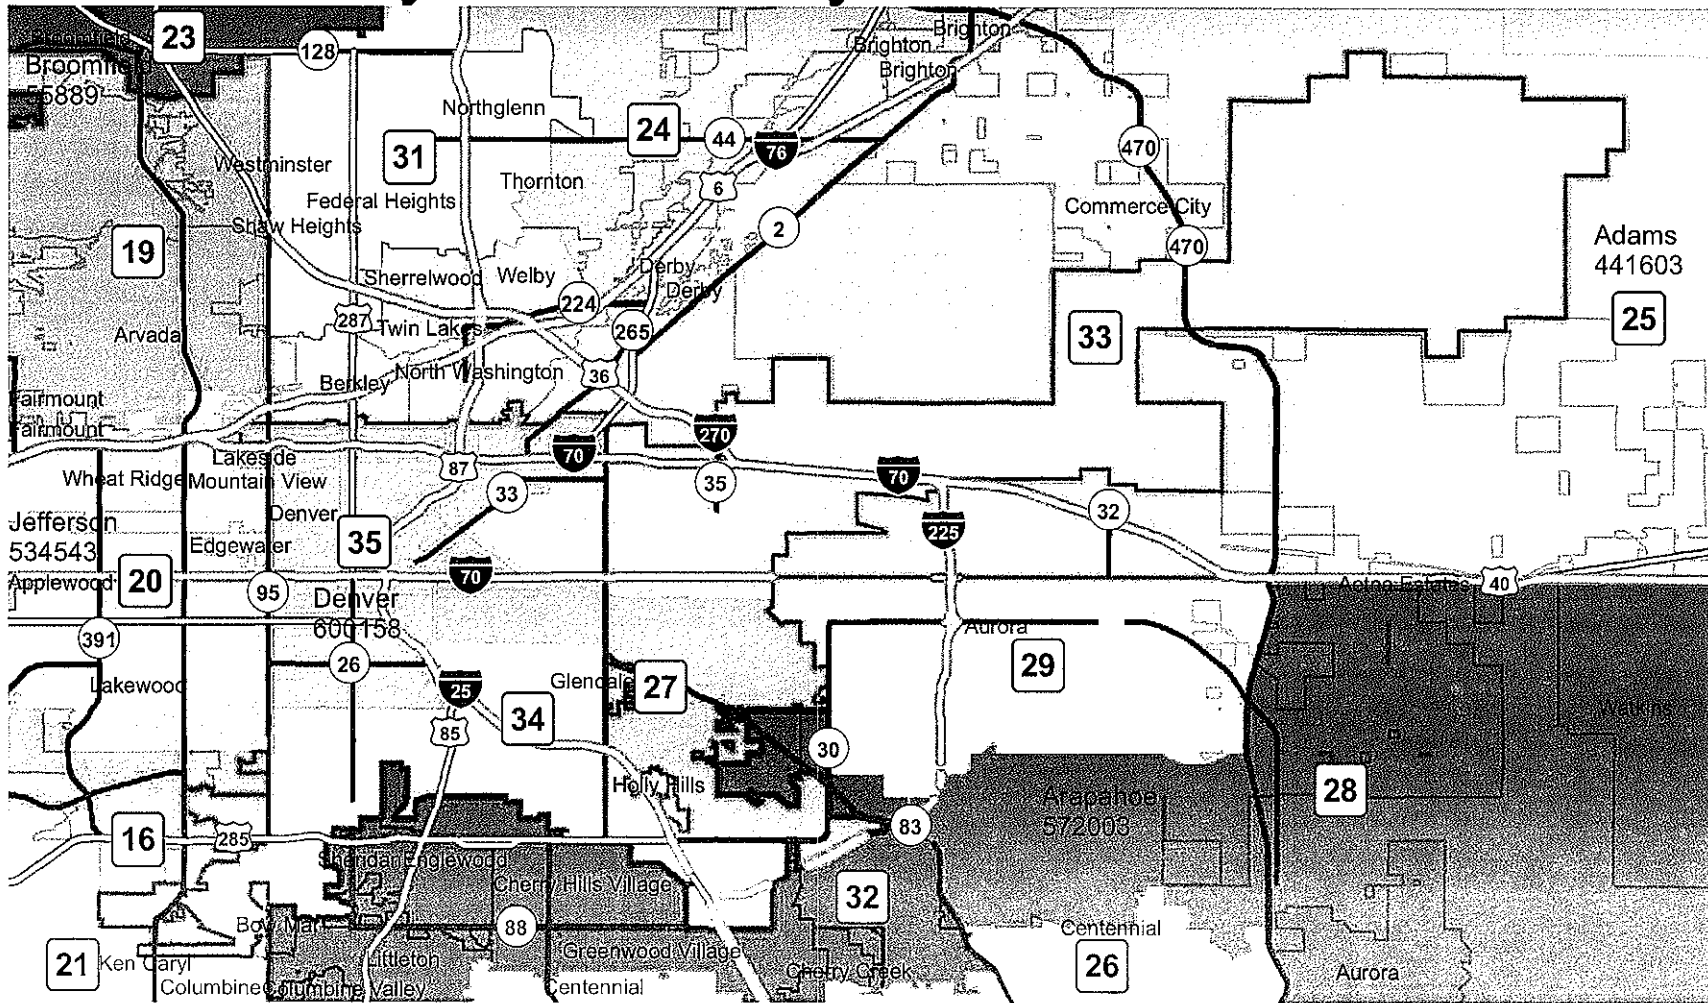 Broomfield
23
128
Brighton
Brighton
Brighton
55889
Northglenn
24
44
76
31
470
Westminster
Thornton
6
Federal Heights
Commerce City
Shaw Heights
2
19
470
Adams
441603
Derby
Derby
Sherrelwood
Welby
224
287
Twin Lakes
265
33
25
Arvada
North Washington
36
Berkley
Fairmount
Fairmount
270
70
Lakeside
87
70
Wheat Ridge
Mountain View
33
35
32
Jefferson
534543
Denver
35
225
Edgewater
Applewood
20
70
40
95
Denver
600158
391
Aurora
26
29
Lakewood
25
Glendale
27
34
85
Watkins
30
Holly Hills
28
Arapahoe
572003
16
285
83
Sheridan
Englewood
Cherry Hills Village
32
Bow Mar
88
Centennial
21
Ken Caryl
Littleton
Greenwood Village
26
Cherry Creek
Aurora
Columbine
Columbine Valley
Centennial